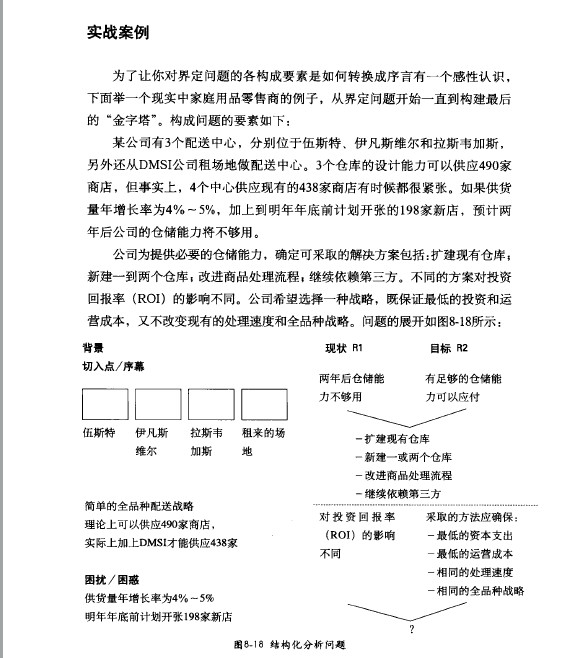 实战案例
为了让你对界定问题的各构成要素是如何转换成序言有一个感性认识，
下面举一个现实中家庭用品零售商的例子，从界定问题开始一直到构建最后
的“金字塔”。构成问题的要素如下：
某公司有3个配送中心，分别位于伍斯特、伊凡斯维尔和拉斯韦加斯，
另外还从DMSI公司租场地做配送中心。3个仓库的设计能力可以供应490家
商店，但事实上，4个中心供应现有的438家商店有时候都很紧张。如果供货
量年增长率为4%～5%，加上到明年年底前计划开张的198家新店，预计两
年后公司的仓储能力将不够用。
公司为提供必要的仓储能力，确定可采取的解决方案包括：扩建现有仓库；
新建一到两个仓库；改进商品处理流程；继续依赖第三方。不同的方案对投资
回报率（ROI）的影响不同。公司希望选择一种战略，既保证最低的投资和运
营成本，又不改变现有的处理速度和全品种战略。问题的展开如图8-18所示：
背景
切入点／序幕
伍斯特
伊凡斯
维尔
拉斯韦
加斯
租来的场
地
简单的全品种配送战略
理论上可以供应490家商店，
实际上加上DMSI才能供应438家
困扰／困惑
供货量年增长率为4%～5%
明年年底前计划开张198家新店
现状 R1
两年后仓储能
力不够用
目标 R2
有足够的仓储能
力可以应付
－扩建现有仓库
－新建一或两个仓库
－改进商品处理流程
－继续依赖第三方
对投资回报率
（ROI）的影响
不同
采取的方法应确保：
－最低的资本支出
－最低的运营成本
－相同的处理速度
－相同的全品种战略
？
图8-18 结构化分析问题